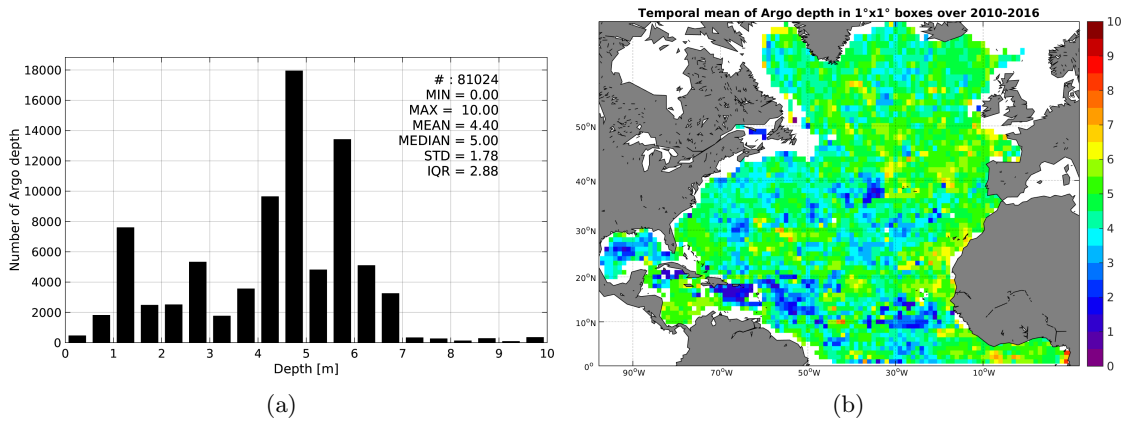 Temporal mean of Argo depth in 1°x1° boxes over 2010-2016
18000
16000
14000
12000
10000
8000
6000
4000
2000
0
Number of Argo depth
# : 81024
MIN = 0.00
MAX = 10.00
MEAN = 4.40
MEDIAN = 5.00
STD = 1.78
IQR = 2.88
0 1 2 3 4 5 6 7 8 9 10
Depth [m]
(a)
50°N
40°N
30°N
20°N
10°N
0°
90°W 70°W 50°W 30°W 10°W
10
9
8
7
6
5
4
3
2
1
0
(b)